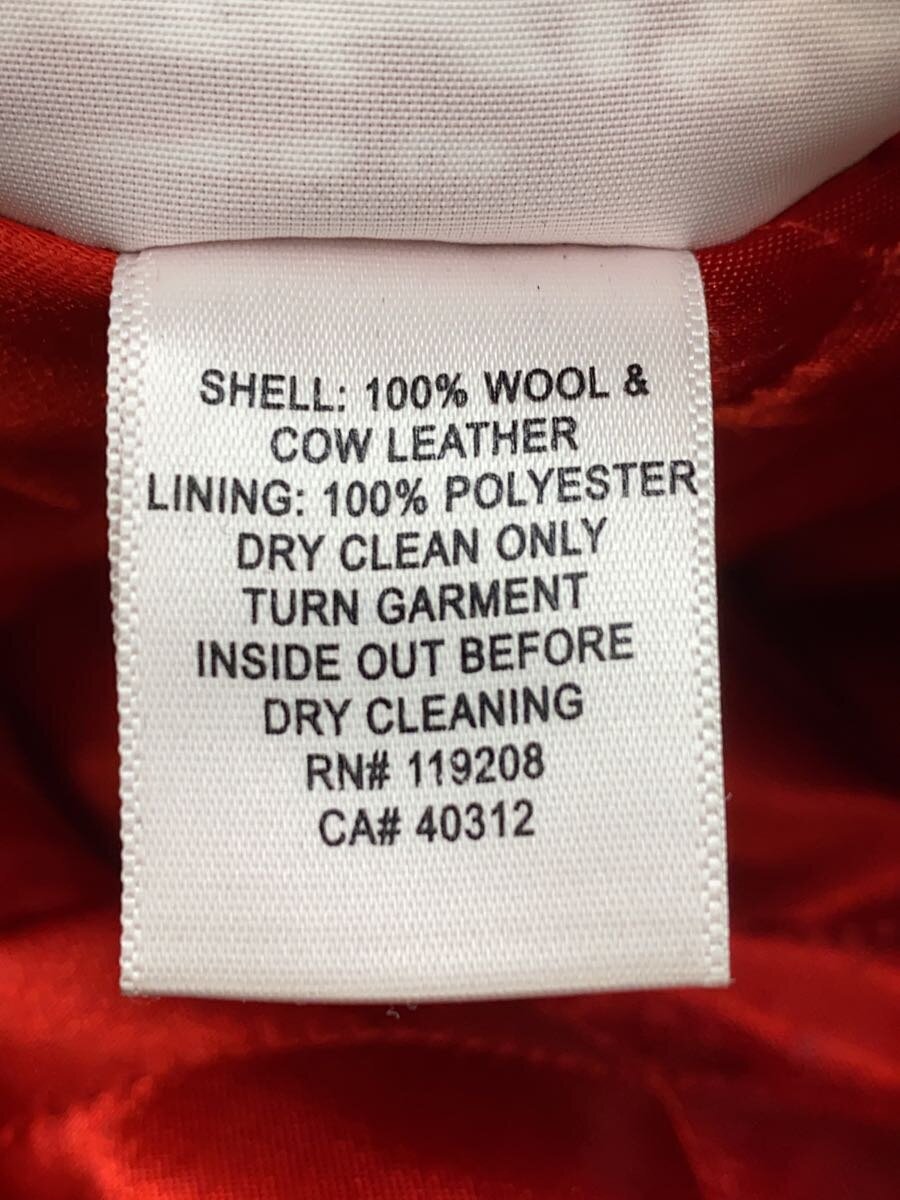 SHELL: 100% WOOL &
COW LEATHER
LINING: 100% POLYESTER
DRY CLEAN ONLY
TURN GARMENT
INSIDE OUT BEFORE
DRY CLEANING
RN# 119208
CA# 40312